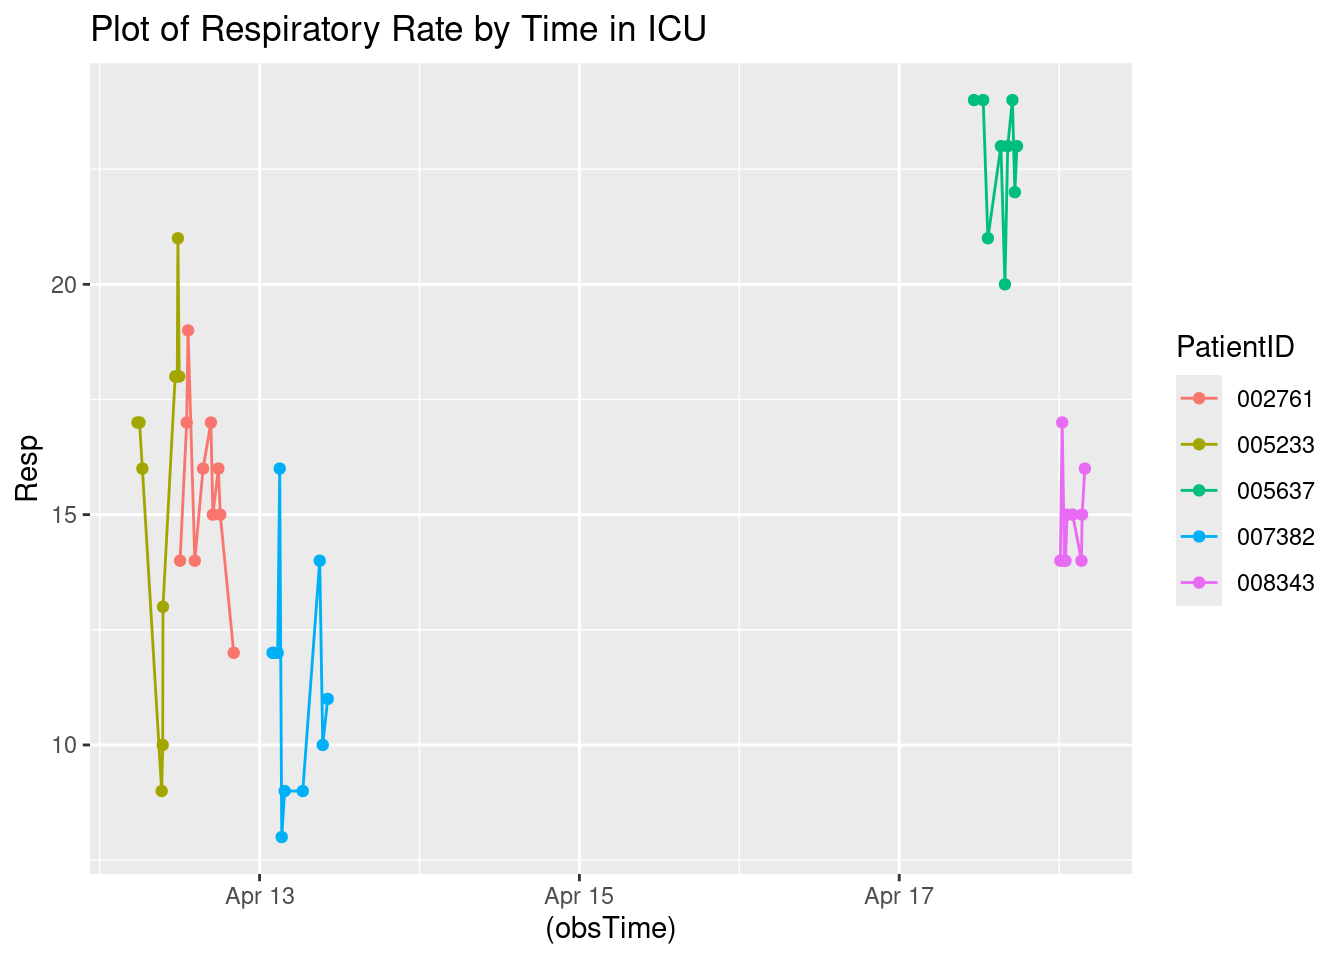 Plot of Respiratory Rate by Time in ICU
20
15
10
Resp
Apr 13
Apr 15
Apr 17
(obsTime)
PatientID
002761
005233
005637
007382
008343